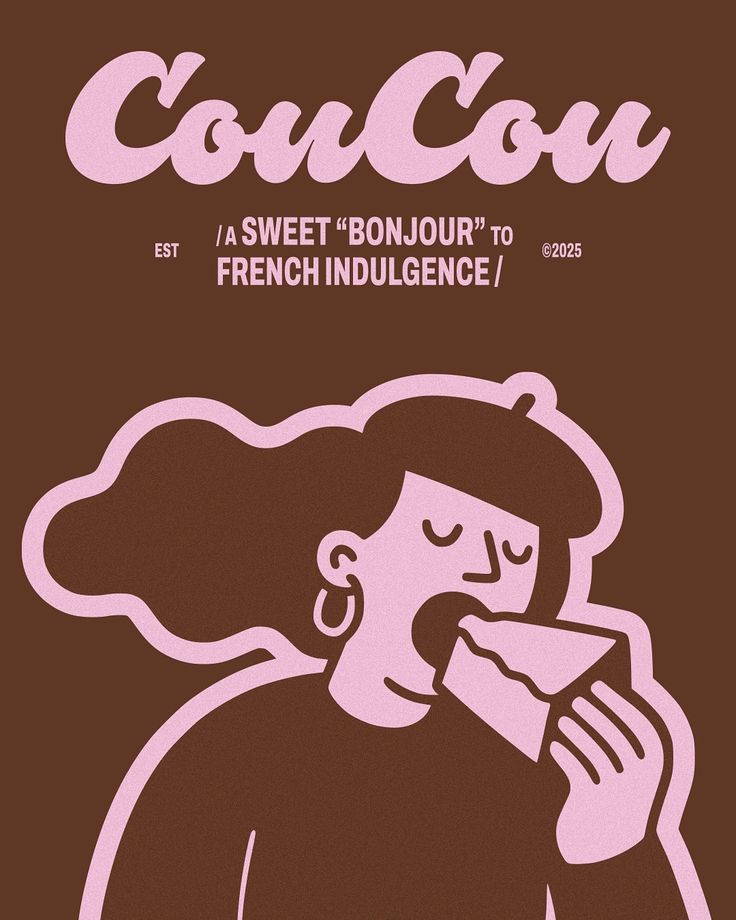 CouCou
/ A SWEET “BONJOUR” TO
EST
©2025
FRENCH INDULGENCE /